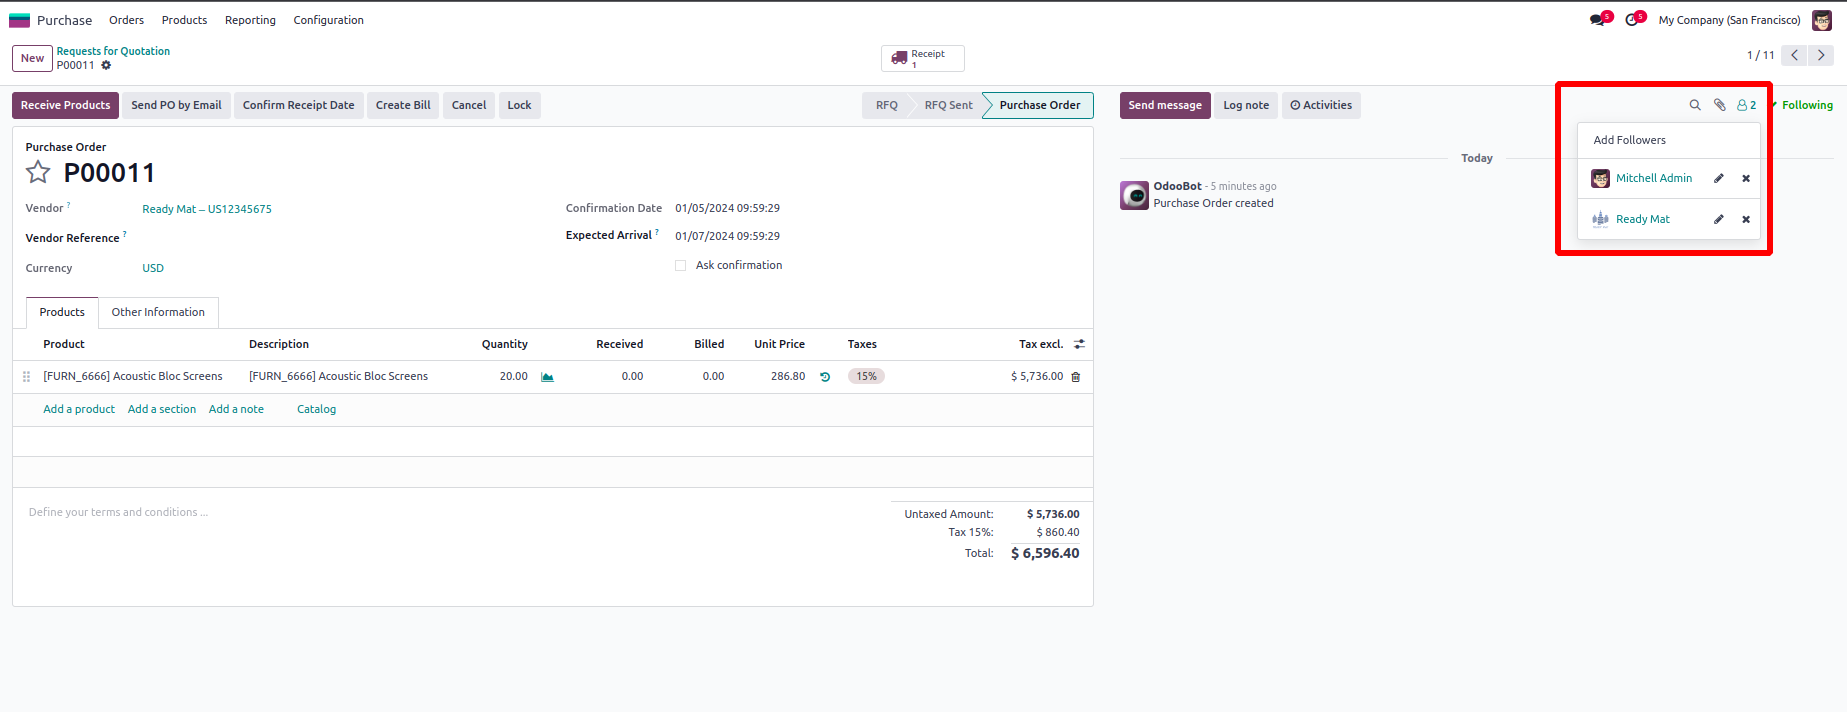 Purchase Orders Products Reporting Configuration 5 5 My Company (San Francisco)
New Requests for Quotation
P00011
Receipt
1
1 / 11
Receive Products Send PO by Email Confirm Receipt Date Create Bill Cancel Lock RFQ RFQ Sent Purchase Order Send message Log note Activities 2 Following
Add Followers
Mitchell Admin
Ready Mat
Today
OdooBot - 5 minutes ago
Purchase Order created
Purchase Order
P00011
Vendor ? Ready Mat – US12345675
Confirmation Date 01/05/2024 09:59:29
Vendor Reference ?
Expected Arrival ? 01/07/2024 09:59:29
Currency USD
Ask confirmation
Products Other Information
Product Description Quantity Received Billed Unit Price Taxes Tax excl.
[FURN_6666] Acoustic Bloc Screens [FURN_6666] Acoustic Bloc Screens 20.00 0.00 0.00 286.80 15% $ 5,736.00
Add a product Add a section Add a note Catalog
Define your terms and conditions ...
Untaxed Amount: $ 5,736.00
Tax 15%: $ 860.40
Total: $ 6,596.40